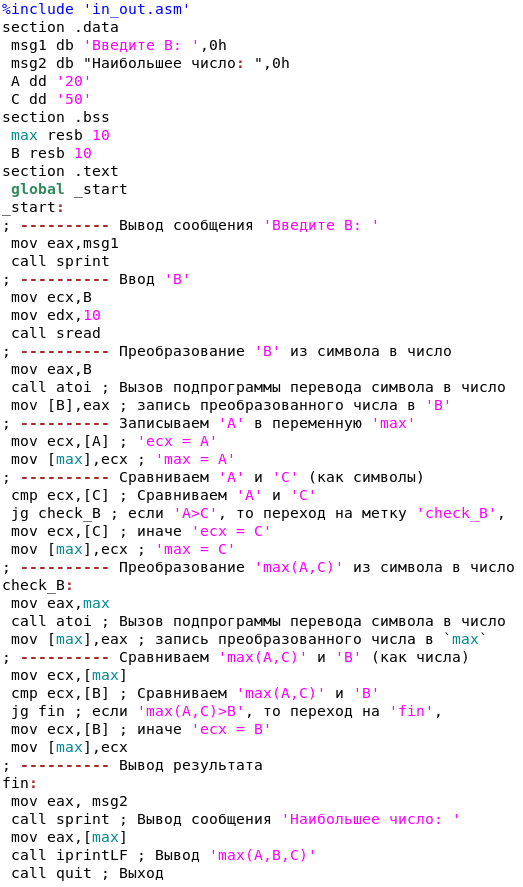 %include 'in_out.asm'
section .data
 msg1 db 'Введите B: ',0h
 msg2 db "Наибольшее число: ",0h
 A dd '20'
 C dd '50'
section .bss
 max resb 10
 B resb 10
section .text
 global _start
_start:
; ---------- Вывод сообщения 'Введите B: '
 mov eax,msg1
 call sprint
; ---------- Ввод 'B'
 mov ecx,B
 mov edx,10
 call sread
; ---------- Преобразование 'B' из символа в число
 mov eax,B
 call atoi ; Вызов подпрограммы перевода символа в число
 mov [B],eax ; запись преобразованного числа в 'B'
; ---------- Записываем 'A' в переменную 'max'
 mov ecx,[A] ; 'ecx = A'
 mov [max],ecx ; 'max = A'
; ---------- Сравниваем 'A' и 'С' (как символы)
 cmp ecx,[C] ; Сравниваем 'A' и 'С'
 jg check_B ; если 'A>C', то переход на метку 'check_B',
 mov ecx,[C] ; иначе 'ecx = C'
 mov [max],ecx ; 'max = C'
; ---------- Преобразование 'max(A,C)' из символа в число
check_B:
 mov eax,max
 call atoi ; Вызов подпрограммы перевода символа в число
 mov [max],eax ; запись преобразованного числа в `max`
; ---------- Сравниваем 'max(A,C)' и 'B' (как числа)
 mov ecx,[max]
 cmp ecx,[B] ; Сравниваем 'max(A,C)' и 'B'
 jg fin ; если 'max(A,C)>B', то переход на 'fin',
 mov ecx,[B] ; иначе 'ecx = B'
 mov [max],ecx
; ---------- Вывод результата
fin:
 mov eax, msg2
 call sprint ; Вывод сообщения 'Наибольшее число: '
 mov eax,[max]
 call iprintLF ; Вывод 'max(A,B,C)'
 call quit ; Выход